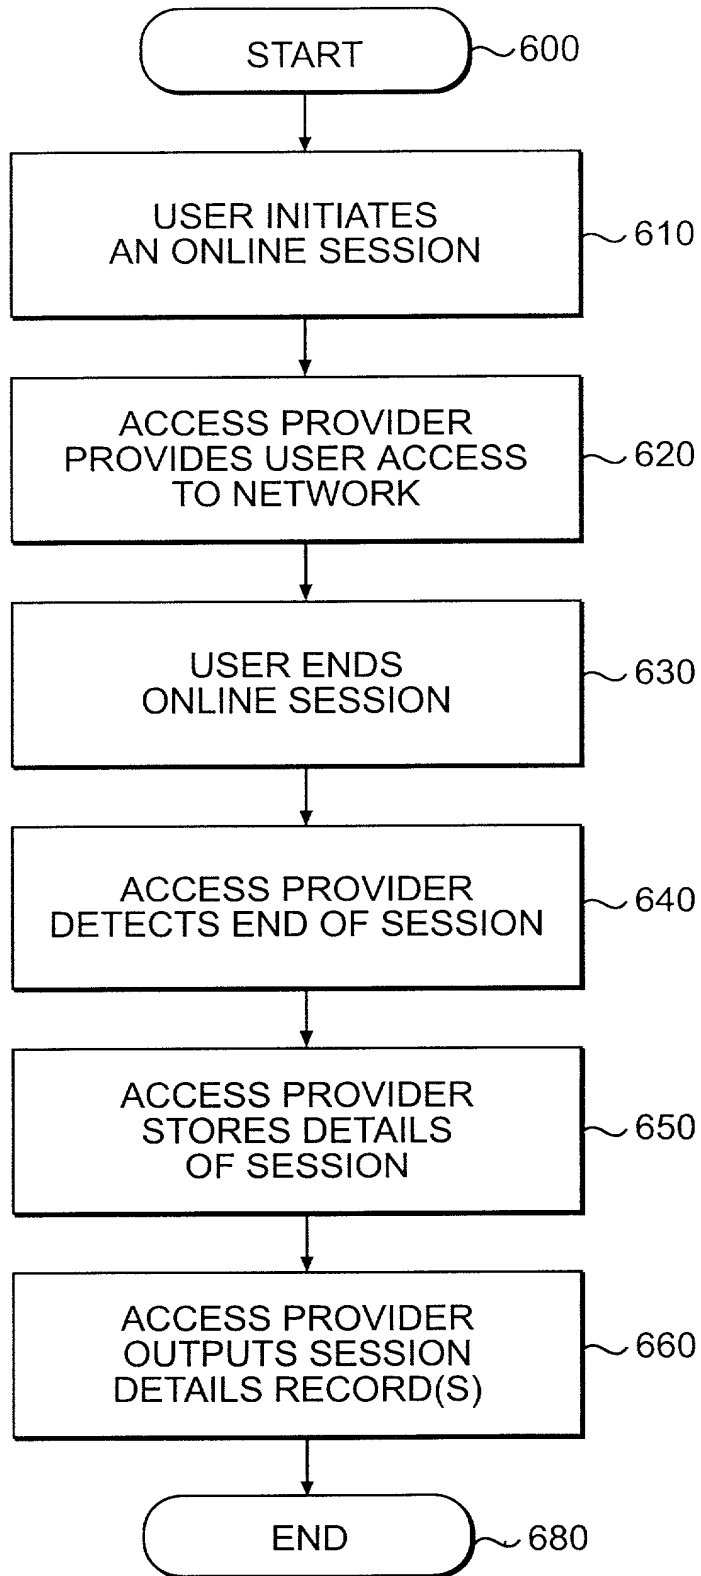 START
600
USER INITIATES
AN ONLINE SESSION
610
ACCESS PROVIDER
PROVIDES USER ACCESS
TO NETWORK
620
USER ENDS
ONLINE SESSION
630
ACCESS PROVIDER
DETECTS END OF SESSION
640
ACCESS PROVIDER
STORES DETAILS
OF SESSION
650
ACCESS PROVIDER
OUTPUTS SESSION
DETAILS RECORD(S)
660
END
680